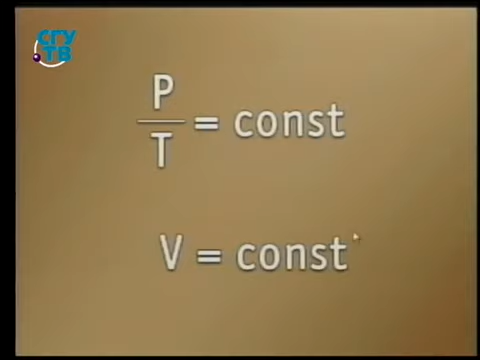 СГУ
ТВ
P
T = const
V = const